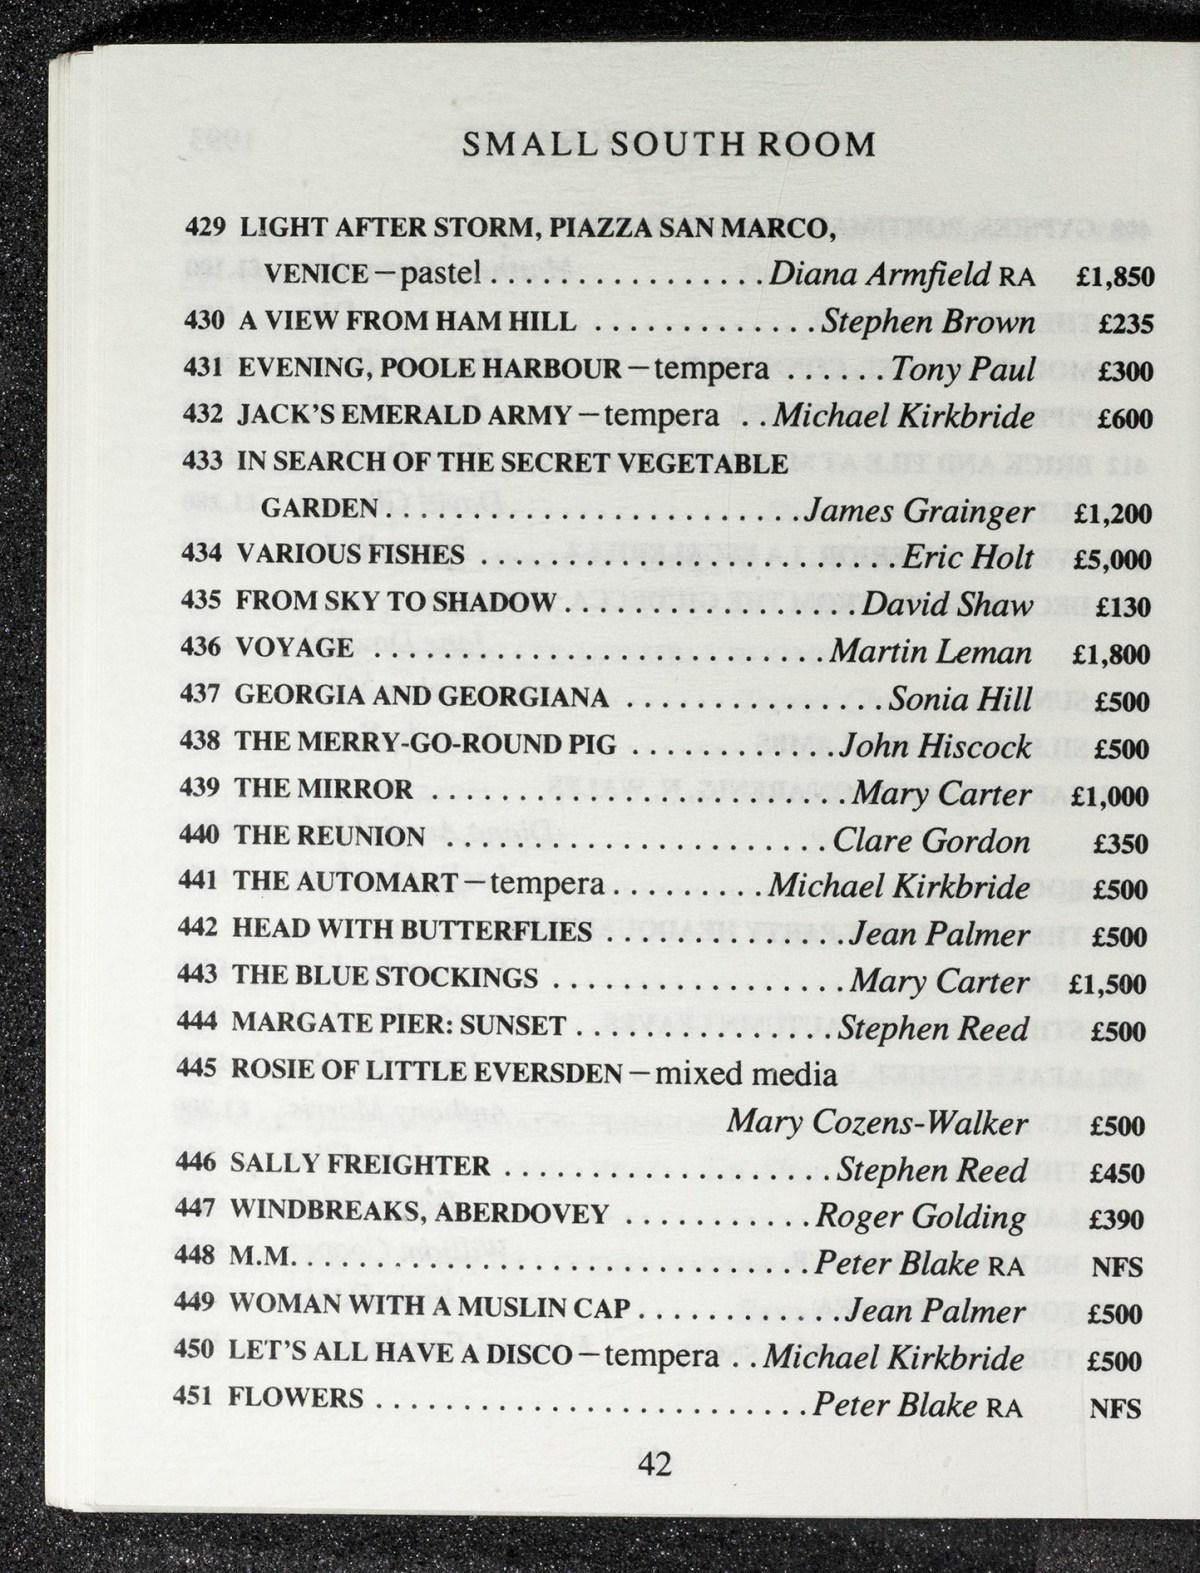 SMALL SOUTH ROOM
429 LIGHT AFTER STORM, PIAZZA SAN MARCO,
VENICE—pastel................Diana Armfield RA £1,850
430 A VIEW FROM HAM HILL .............Stephen Brown £235
431 EVENING, POOLE HARBOUR—tempera ......Tony Paul £300
432 JACK'S EMERALD ARMY—tempera ..Michael Kirkbride £600
433 IN SEARCH OF THE SECRET VEGETABLE
GARDEN........................James Grainger £1,200
434 VARIOUS FISHES ........................Eric Holt £5,000
435 FROM SKY TO SHADOW.................David Shaw £130
436 VOYAGE ..........................Martin Leman £1,800
437 GEORGIA AND GEORGIANA ...............Sonia Hill £500
438 THE MERRY-GO-ROUND PIG ............John Hiscock £500
439 THE MIRROR ........................Mary Carter £1,000
440 THE REUNION ......................Clare Gordon £350
441 THE AUTOMART—tempera.........Michael Kirkbride £500
442 HEAD WITH BUTTERFLIES ..............Jean Palmer £500
443 THE BLUE STOCKINGS .................Mary Carter £1,500
444 MARGATE PIER: SUNSET ...............Stephen Reed £500
445 ROSIE OF LITTLE EVERSDEN—mixed media
Mary Cozens-Walker £500
446 SALLY FREIGHTER ...................Stephen Reed £450
447 WINDBREAKS, ABERDOVEY ...........Roger Golding £390
448 M.M..............................Peter Blake RA NFS
449 WOMAN WITH A MUSLIN CAP............Jean Palmer £500
450 LET'S ALL HAVE A DISCO—tempera ..Michael Kirkbride £500
451 FLOWERS .........................Peter Blake RA NFS
42